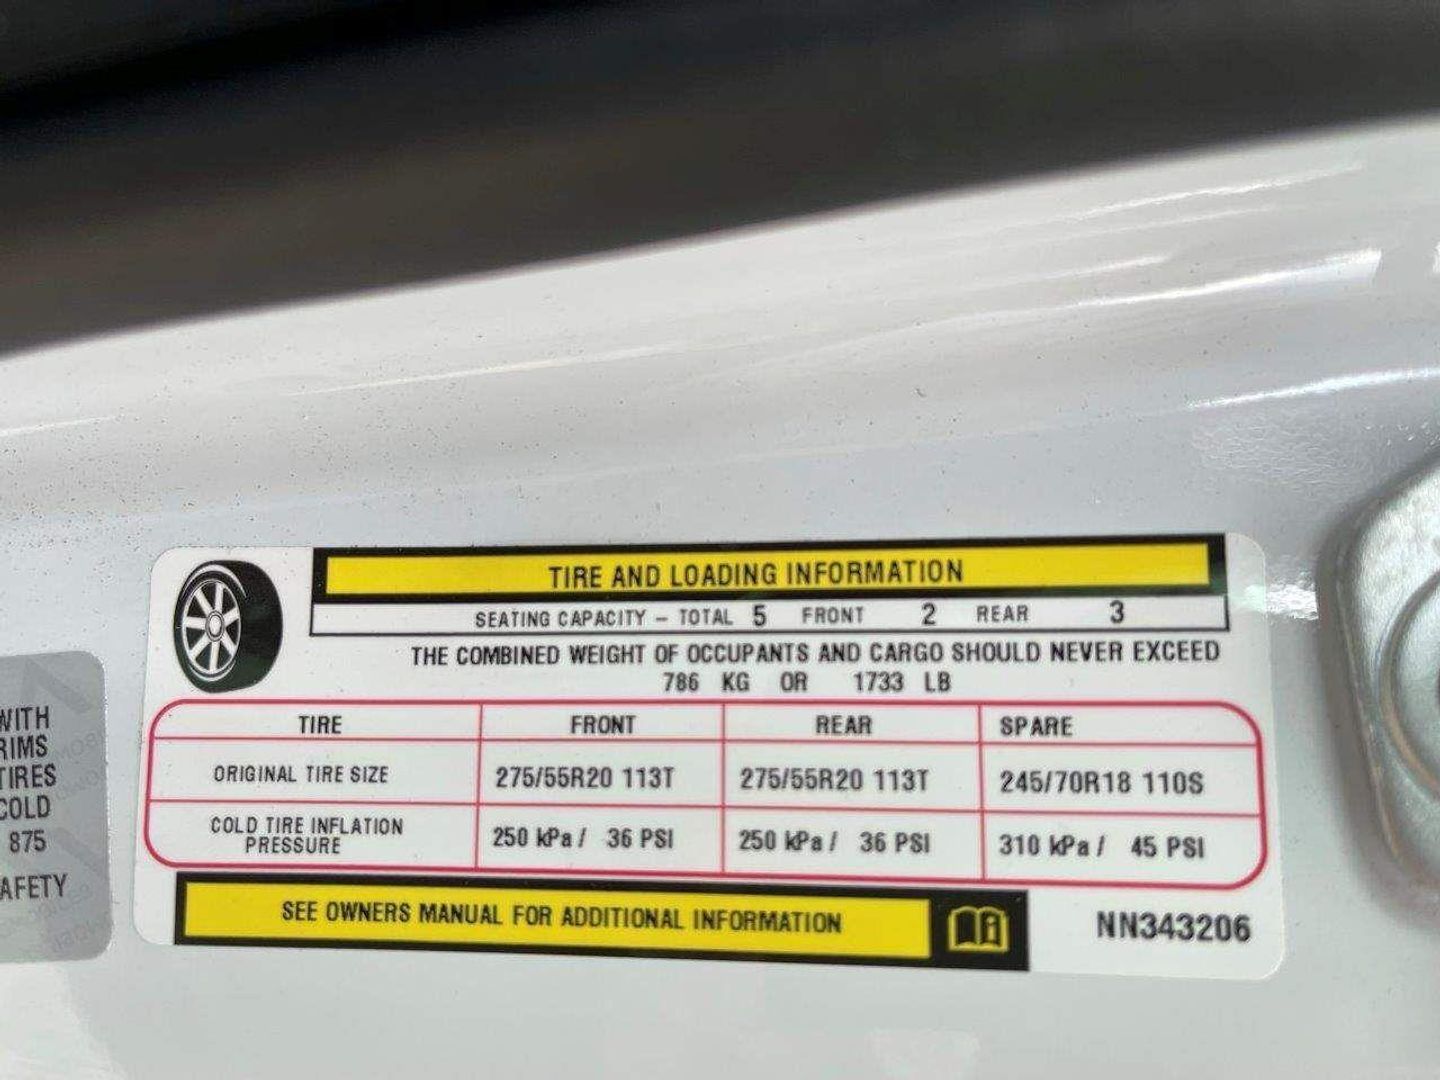 TIRE AND LOADING INFORMATION
SEATING CAPACITY – TOTAL 5 FRONT 2 REAR 3
THE COMBINED WEIGHT OF OCCUPANTS AND CARGO SHOULD NEVER EXCEED
786 KG OR 1733 LB
TIRE FRONT REAR SPARE
ORIGINAL TIRE SIZE 275/55R20 113T 275/55R20 113T 245/70R18 110S
COLD TIRE INFLATION
PRESSURE 250 kPa / 36 PSI 250 kPa / 36 PSI 310 kPa / 45 PSI
SEE OWNERS MANUAL FOR ADDITIONAL INFORMATION
NN343206
WITH
RIMS
TIRES
COLD
875
AFETY